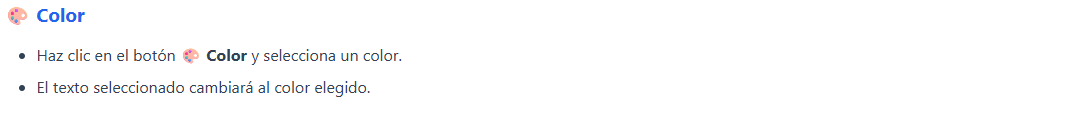 🎨 Color
• Haz clic en el botón 🎨 Color y selecciona un color.
• El texto seleccionado cambiará al color elegido.